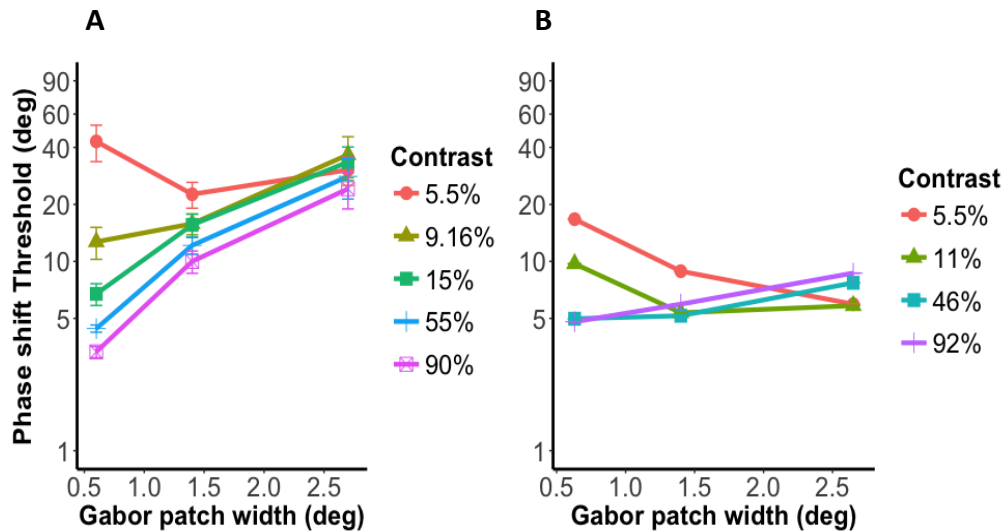 A
Phase shift Threshold (deg)
90
60
40
20
10
5
1
0.5 1.0 1.5 2.0 2.5
Gabor patch width (deg)
Contrast
5.5%
9.16%
15%
55%
90%
B
90
60
40
20
10
5
1
0.5 1.0 1.5 2.0 2.5
Gabor patch width (deg)
Contrast
5.5%
11%
46%
92%